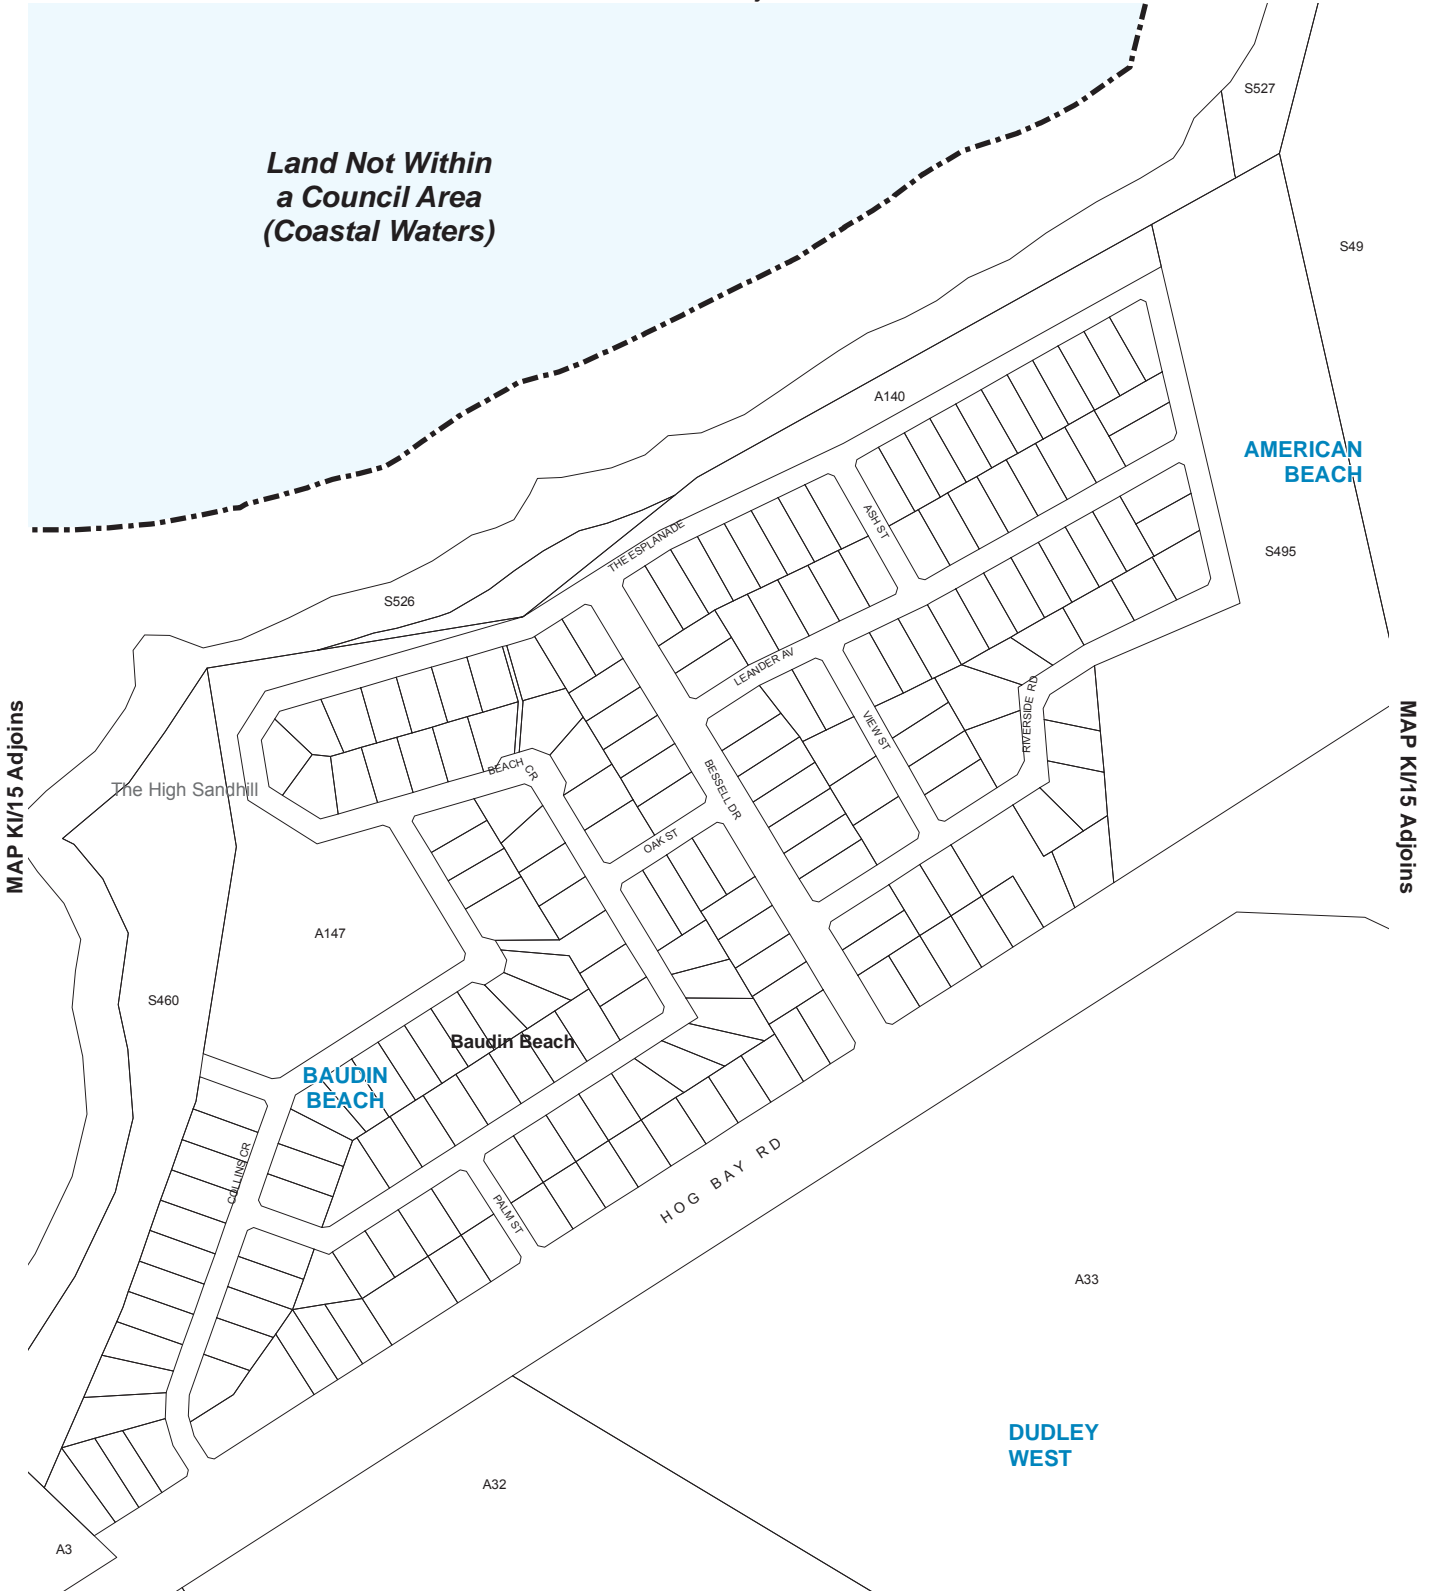 S527
Land Not Within
a Council Area
(Coastal Waters)
S49
A140
AMERICAN
BEACH
ASH ST
THE ESPLANADE
S495
S526
LEANDER AV
MAP KI/15 Adjoins
MAP KI/15 Adjoins
RIVERSIDE RD
VIEW ST
BEACH CR
BESSELL DR
The High Sandhill
OAK ST
A147
S460
Baudin Beach
BAUDIN
BEACH
COLLINS CR
PALM ST
HOG BAY RD
A33
DUDLEY
WEST
A32
A3